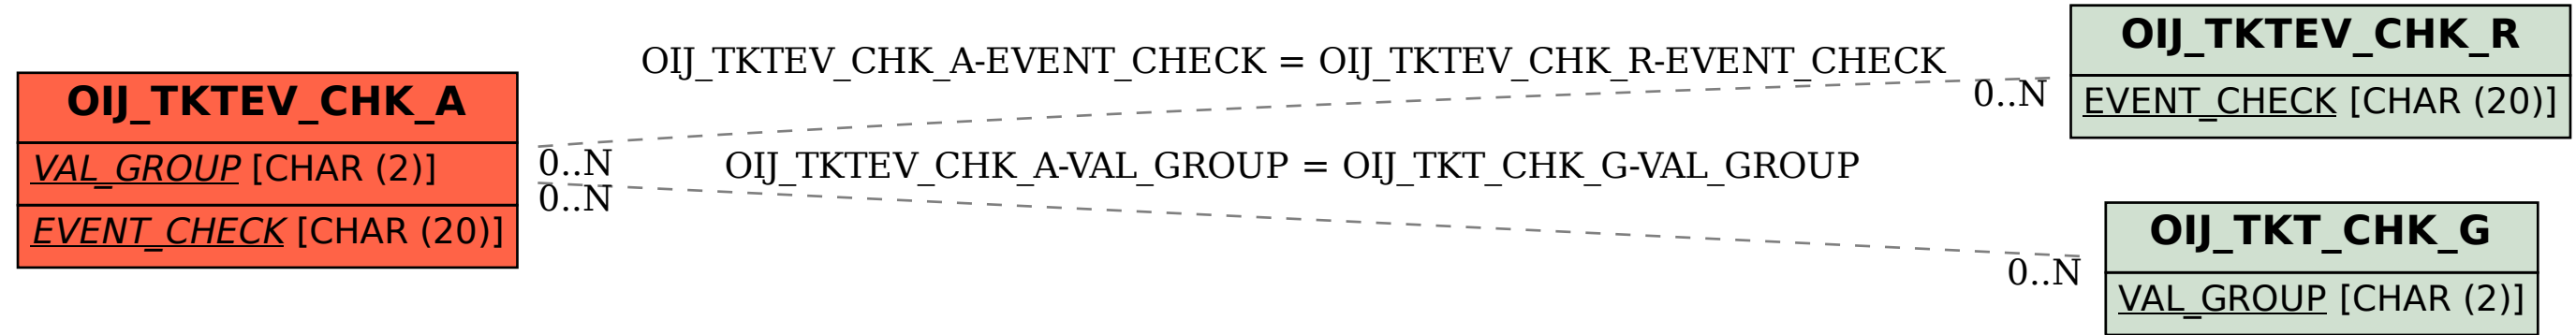 OIJ_TKTEV_CHK_A
VAL_GROUP [CHAR (2)]
EVENT_CHECK [CHAR (20)]
OIJ_TKTEV_CHK_A-EVENT_CHECK = OIJ_TKTEV_CHK_R-EVENT_CHECK
0..N
0..N
OIJ_TKTEV_CHK_A-VAL_GROUP = OIJ_TKT_CHK_G-VAL_GROUP
0..N
0..N
OIJ_TKTEV_CHK_R
EVENT_CHECK [CHAR (20)]
OIJ_TKT_CHK_G
VAL_GROUP [CHAR (2)]